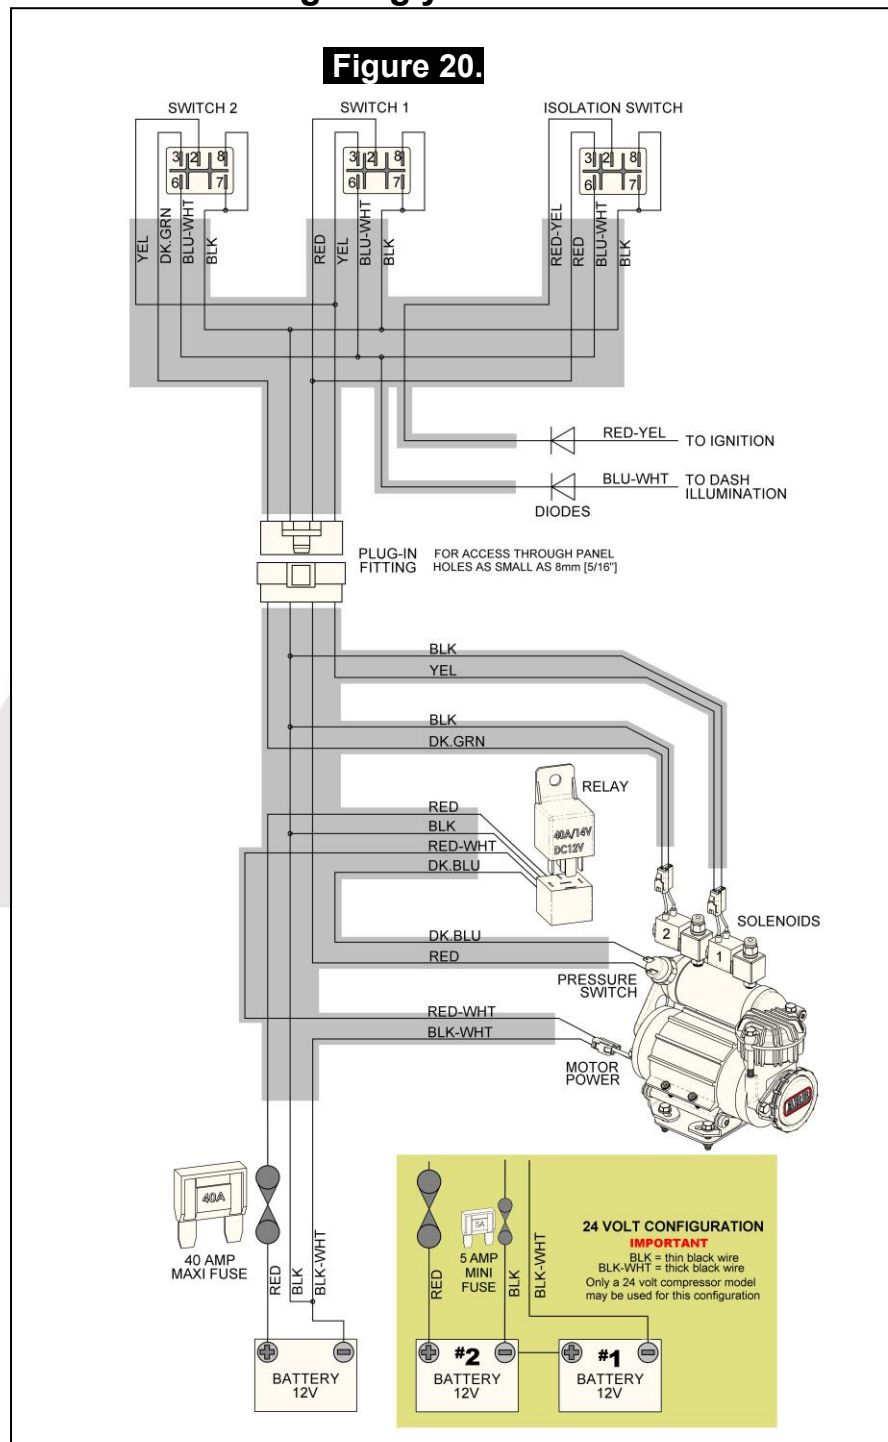 Figure 20.
SWITCH 2
SWITCH 1
ISOLATION SWITCH
3 2 8
6 7
3 2 8
6 7
3 2 8
6 7
YEL
DK.GRN
BLU-WHT
BLK
RED
YEL
BLU-WHT
BLK
RED-YEL
RED
BLU-WHT
BLK
RED-YEL
TO IGNITION
BLU-WHT
TO DASH
ILLUMINATION
DIODES
PLUG-IN
FITTING
FOR ACCESS THROUGH PANEL
HOLES AS SMALL AS 8mm [5/16"]
BLK
YEL
BLK
DK.GRN
RELAY
RED
BLK
RED-WHT
DK.BLU
40A/14V
DC12V
SOLENOIDS
2
1
DK.BLU
RED
PRESSURE
SWITCH
RED-WHT
BLK-WHT
MOTOR
POWER
ARB
40A
40 AMP
MAXI FUSE
RED
BLK
BLK-WHT
BATTERY
12V
5A
5 AMP
MINI
FUSE
RED
BLK
BLK-WHT
24 VOLT CONFIGURATION
IMPORTANT
BLK = thin black wire
BLK-WHT = thick black wire
Only a 24 volt compressor model
may be used for this configuration
#2
BATTERY
12V
#1
BATTERY
12V